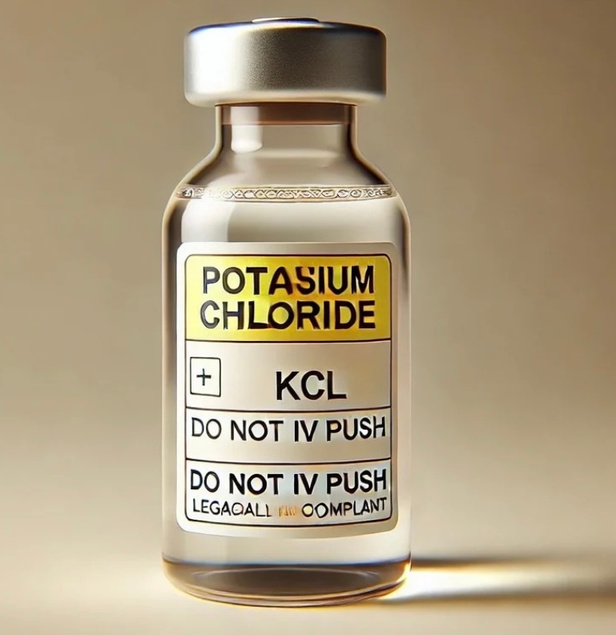 POTASIUM
CHLORIDE
+
KCL
DO NOT IV PUSH
DO NOT IV PUSH
LEGAOALL COMPLANT